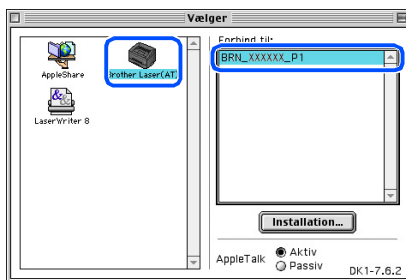 Vælger
Forbind til:
BRN_XXXXXX_P1
AppleShare
Brother Laser(AT)
LaserWriter 8
Installation...
AppleTalk
Aktiv
Passiv
DK1-7.6.2